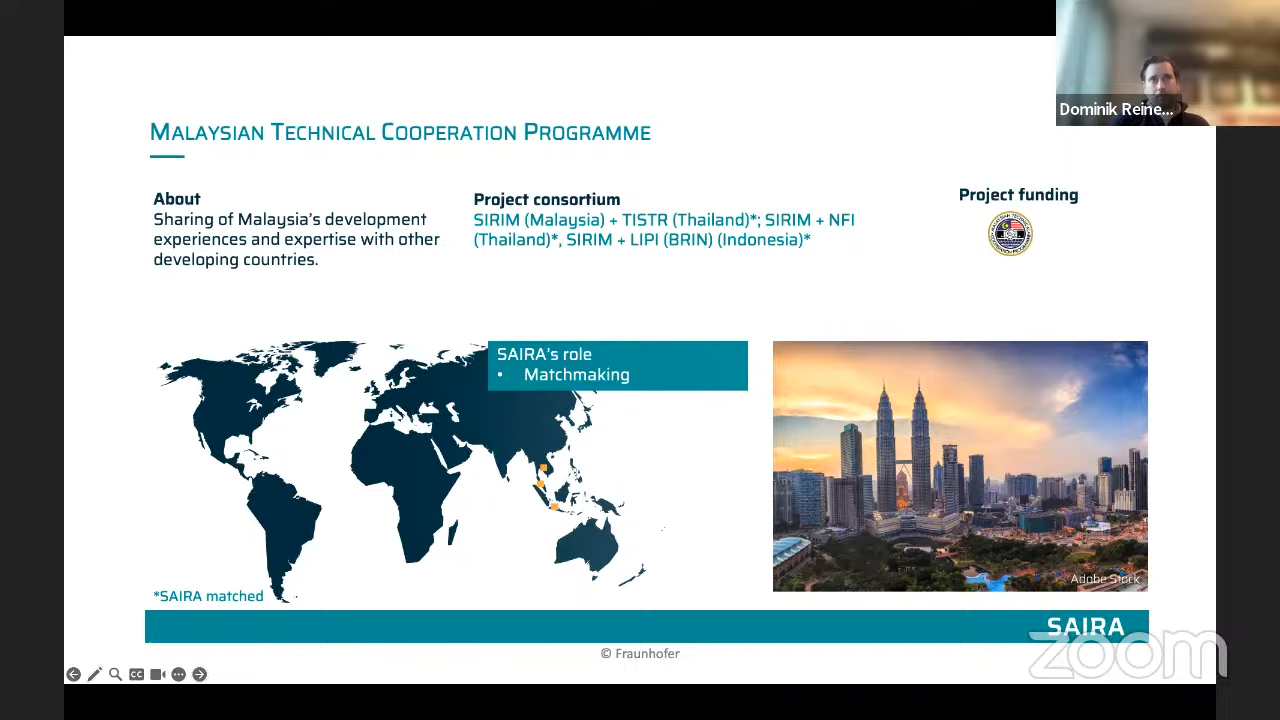 Dominik Reine...
MALAYSIAN TECHNICAL COOPERATION PROGRAMME
About
Sharing of Malaysia's development
experiences and expertise with other
developing countries.
Project consortium
SIRIM (Malaysia) + TISTR (Thailand)*; SIRIM + NFI
(Thailand)*, SIRIM + LIPI (BRIN) (Indonesia)*
Project funding
SAIRA's role
• Matchmaking
Adobe Stock
*SAIRA matched
SAIRA
© Fraunhofer
CC
zoom